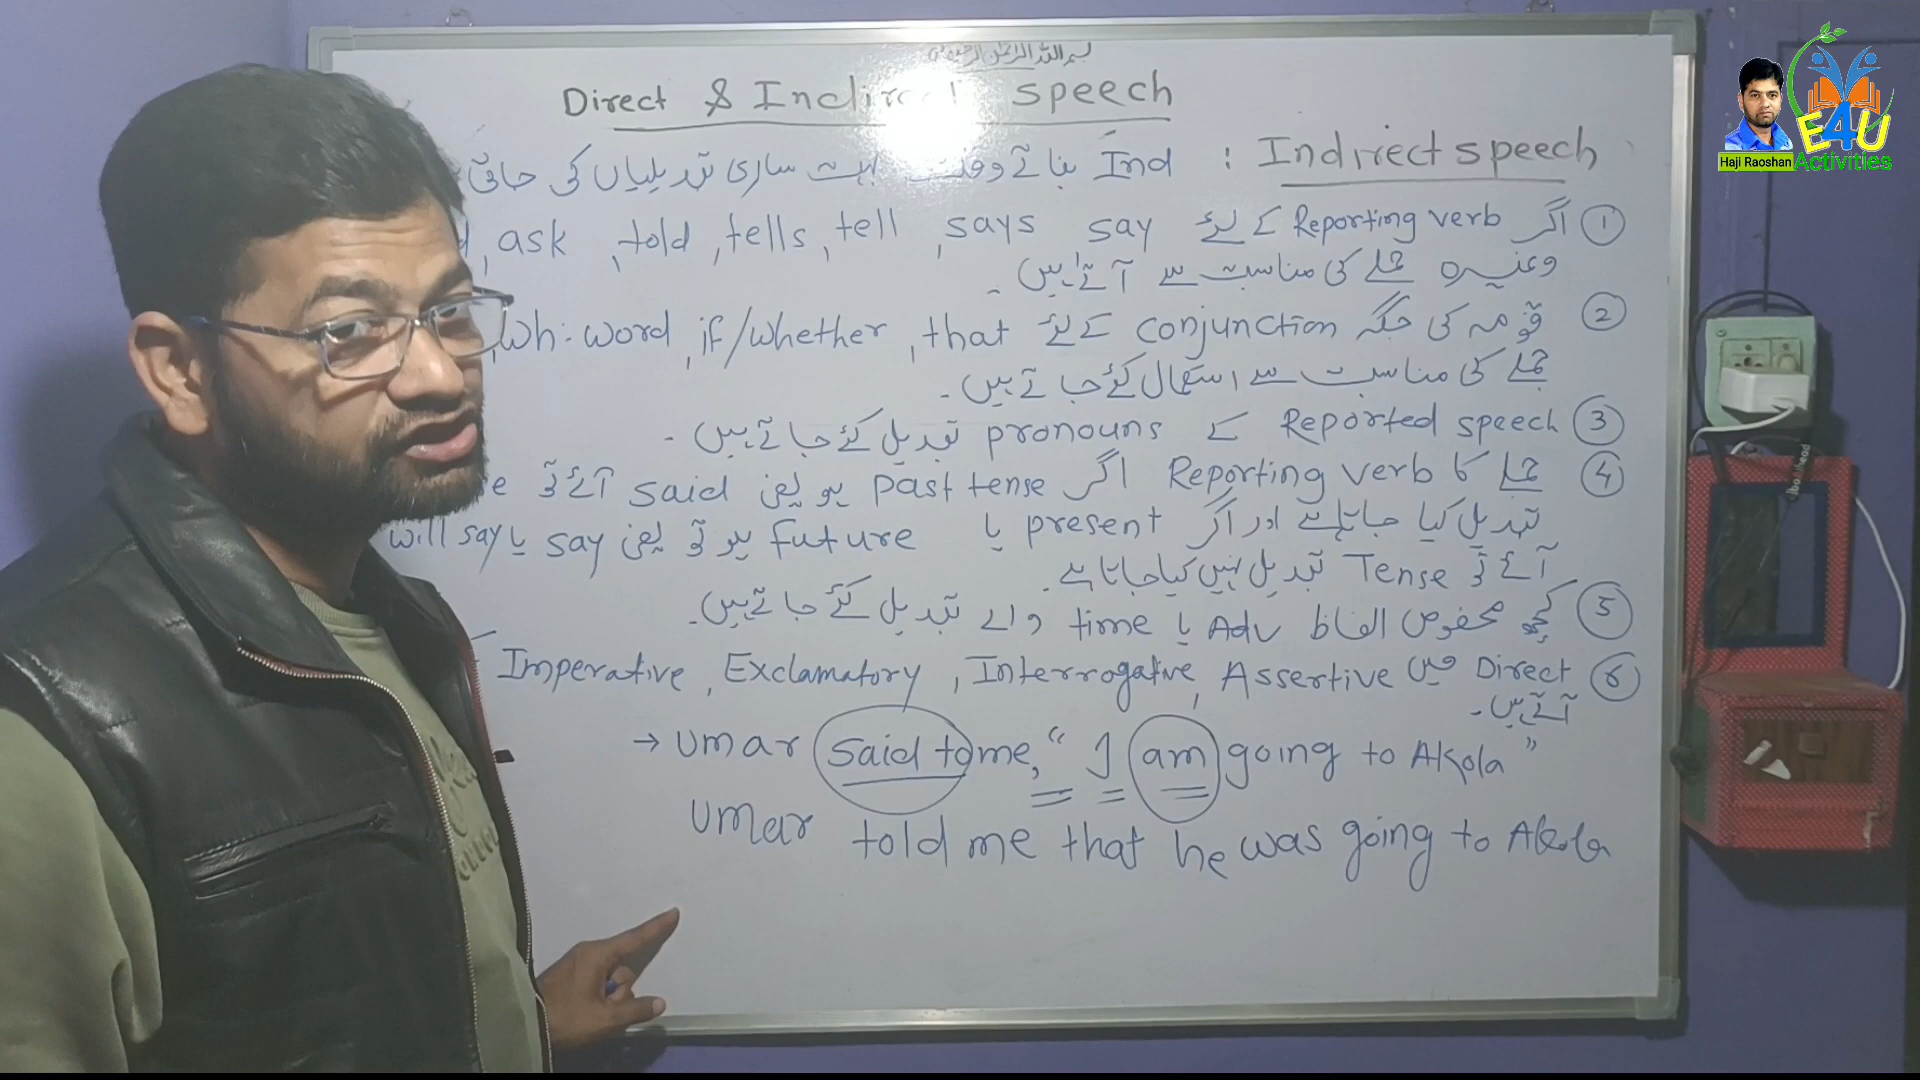 بسم اللہ الرحمٰن الرحیم
Direct & Indirect speech
Indirect speech :
Ind بناتے وقت بہت ساری تبدیلیاں کی جاتی
① اگر Reporting verb کے لئے say says, tell, tells, told, ask,
وغیرہ جملے کی مناسبت سے آتے ہیں ۔
② قومہ کی جگہ conjunction کے لئے that, if/whether, Wh:word,
جملے کی مناسبت سے استعمال کئے جاتے ہیں ۔
③ Reported speech کے pronouns تبدیل کئے جاتے ہیں ۔
④ جملے کا Reporting verb اگر past tense ہو یعنی said آئے تو
تبدیل کیا جاتا ہے اور اگر present یا future ہو تو یعنی say یا will say
آئے تو Tense تبدیل نہیں کیا جاتا ہے ۔
⑤ کچھ مخصوص الفاظ Adv یا time والے تبدیل کئے جاتے ہیں ۔
⑥ Direct میں Assertive, Interrogative, Exclamatory, Imperative
آتے ہیں ۔
→ Umar said to me, “ I am going to Akola ”
Umar told me that he was going to Akola
Haji Raoshan
E4U
Activities